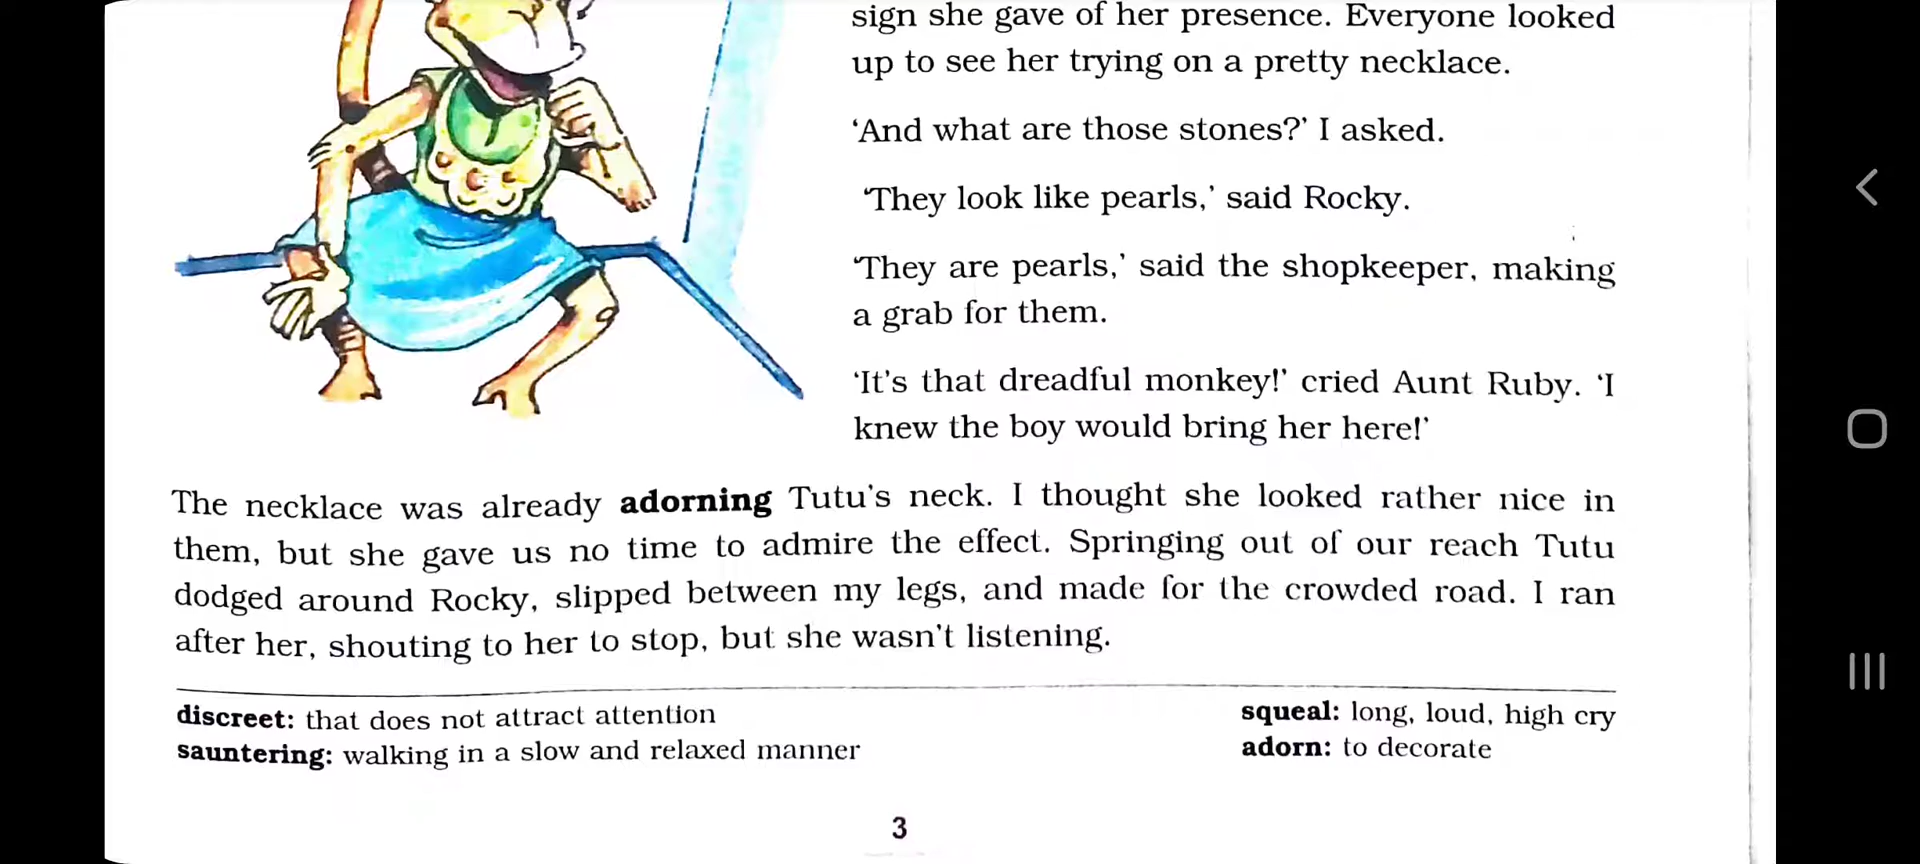 sign she gave of her presence. Everyone looked
up to see her trying on a pretty necklace.
‘And what are those stones?’ I asked.
‘They look like pearls,’ said Rocky.
‘They are pearls,’ said the shopkeeper, making
a grab for them.
‘It’s that dreadful monkey!’ cried Aunt Ruby. ‘I
knew the boy would bring her here!’
The necklace was already adorning Tutu’s neck. I thought she looked rather nice in
them, but she gave us no time to admire the effect. Springing out of our reach Tutu
dodged around Rocky, slipped between my legs, and made for the crowded road. I ran
after her, shouting to her to stop, but she wasn’t listening.
discreet: that does not attract attention
sauntering: walking in a slow and relaxed manner
squeal: long, loud, high cry
adorn: to decorate
3